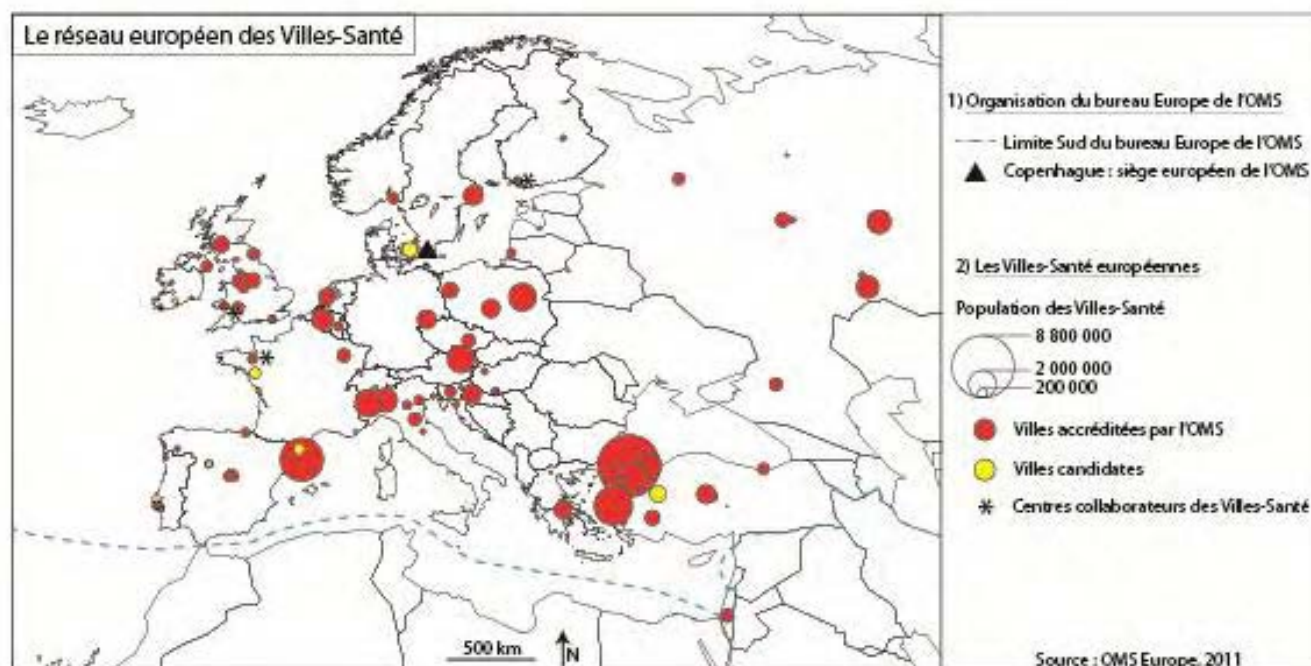 Le réseau européen des Villes-Santé
1) Organisation du bureau Europe de l'OMS
Limite Sud du bureau Europe de l'OMS
Copenhague : siège européen de l'OMS
2) Les Villes-Santé européennes
Population des Villes-Santé
8 800 000
2 000 000
200 000
Villes accréditées par l'OMS
Villes candidates
Centres collaborateurs des Villes-Santé
500 km
N
Source : OMS Europe, 2011